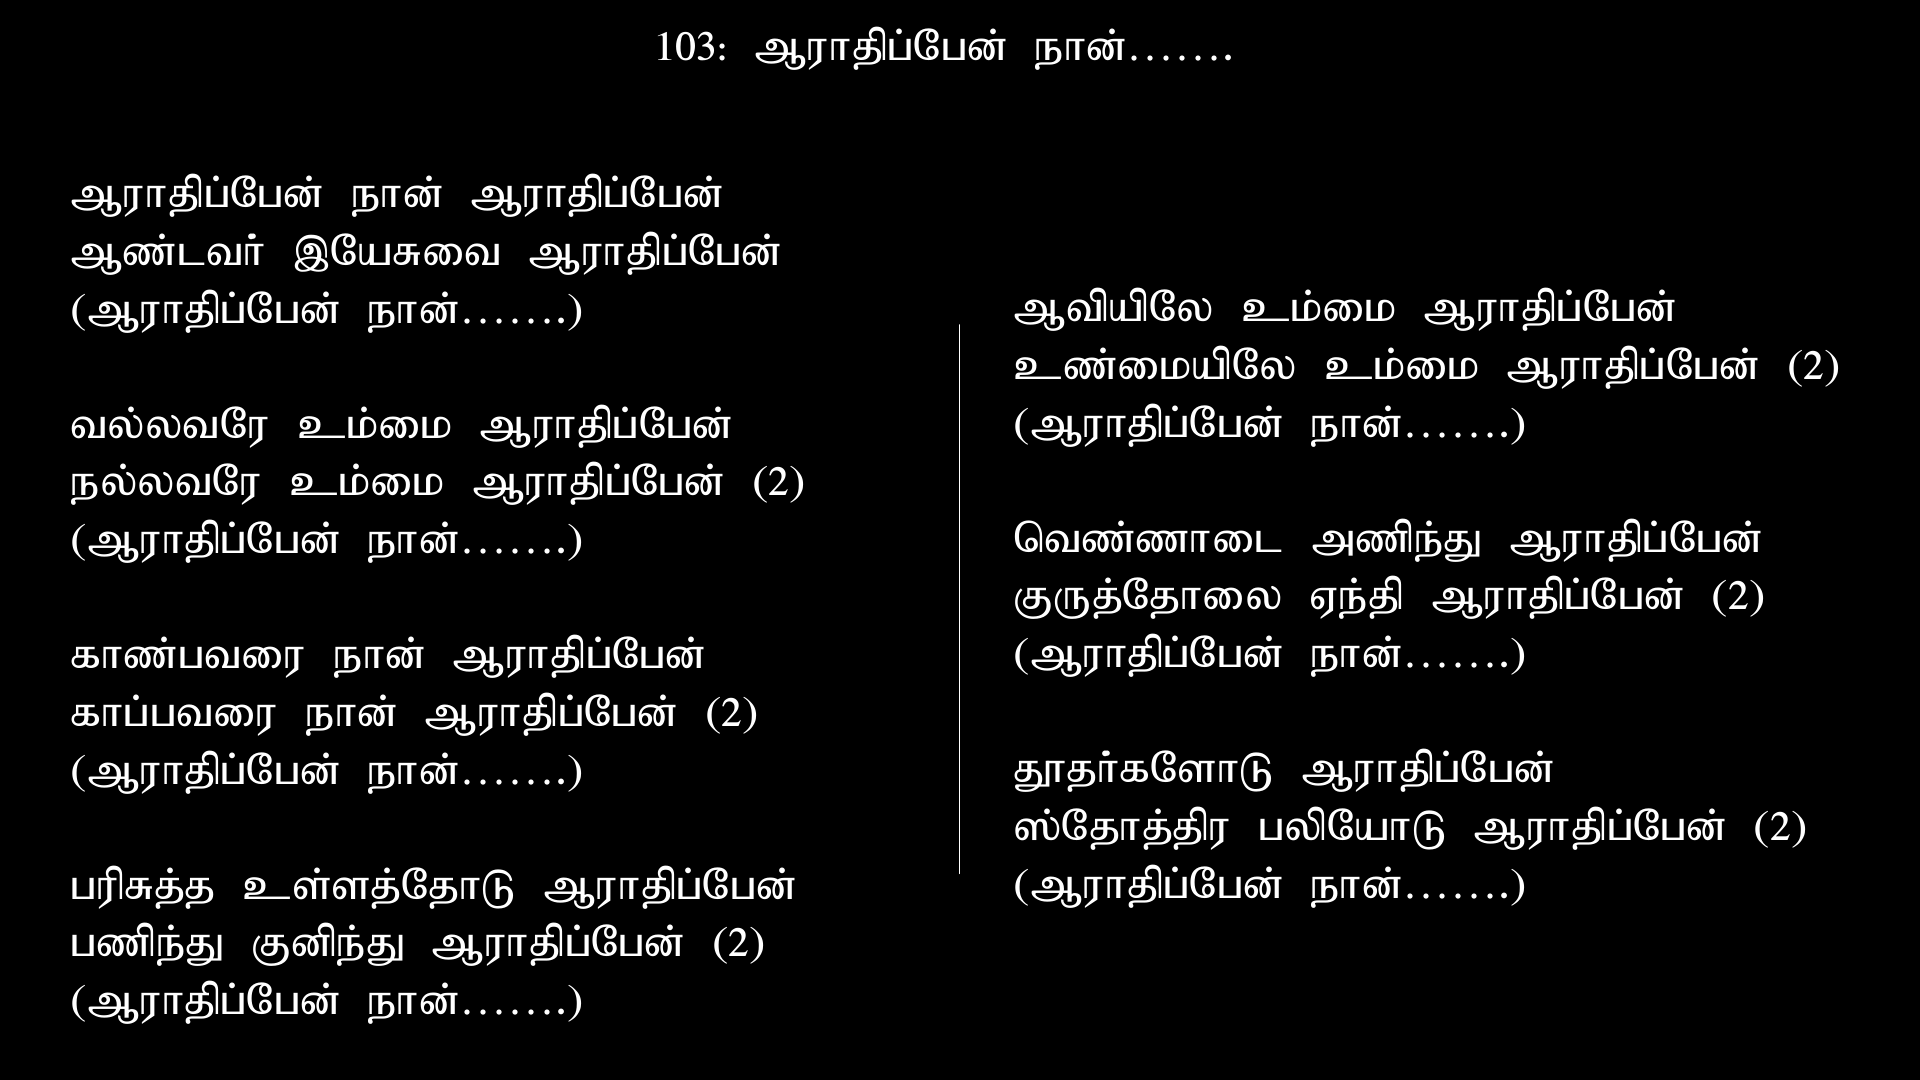 103: ஆராதிப்பேன் நான்.......
ஆராதிப்பேன் நான் ஆராதிப்பேன்
ஆண்டவர் இயேசுவை ஆராதிப்பேன்
(ஆராதிப்பேன் நான்.......)
வல்லவரே உம்மை ஆராதிப்பேன்
நல்லவரே உம்மை ஆராதிப்பேன் (2)
(ஆராதிப்பேன் நான்.......)
காண்பவரை நான் ஆராதிப்பேன்
காப்பவரை நான் ஆராதிப்பேன் (2)
(ஆராதிப்பேன் நான்.......)
பரிசுத்த உள்ளத்தோடு ஆராதிப்பேன்
பணிந்து குனிந்து ஆராதிப்பேன் (2)
(ஆராதிப்பேன் நான்.......)
ஆவியிலே உம்மை ஆராதிப்பேன்
உண்மையிலே உம்மை ஆராதிப்பேன் (2)
(ஆராதிப்பேன் நான்.......)
வெண்ணாடை அணிந்து ஆராதிப்பேன்
குருத்தோலை ஏந்தி ஆராதிப்பேன் (2)
(ஆராதிப்பேன் நான்.......)
தூதர்களோடு ஆராதிப்பேன்
ஸ்தோத்திர பலியோடு ஆராதிப்பேன் (2)
(ஆராதிப்பேன் நான்.......)